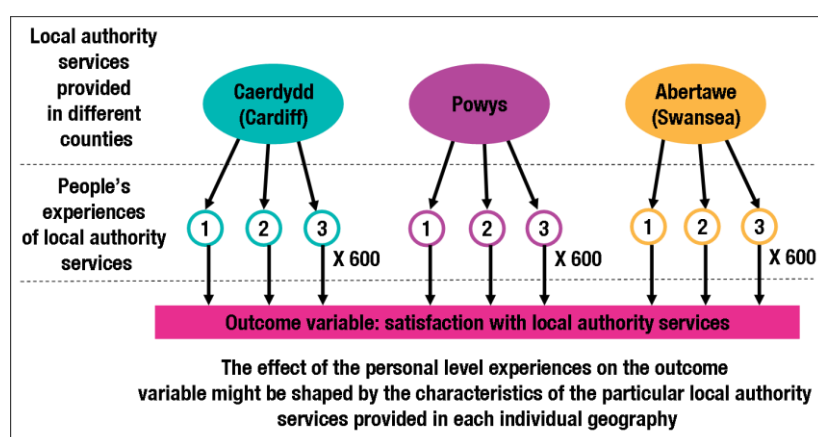 Local authority
services
provided
in different
counties
Caerdydd
(Cardiff)
Powys
Abertawe
(Swansea)
People's
experiences
of local authority
services
1
2
3
X 600
1
2
3
X 600
1
2
3
X 600
Outcome variable: satisfaction with local authority services
The effect of the personal level experiences on the outcome
variable might be shaped by the characteristics of the particular local authority
services provided in each individual geography